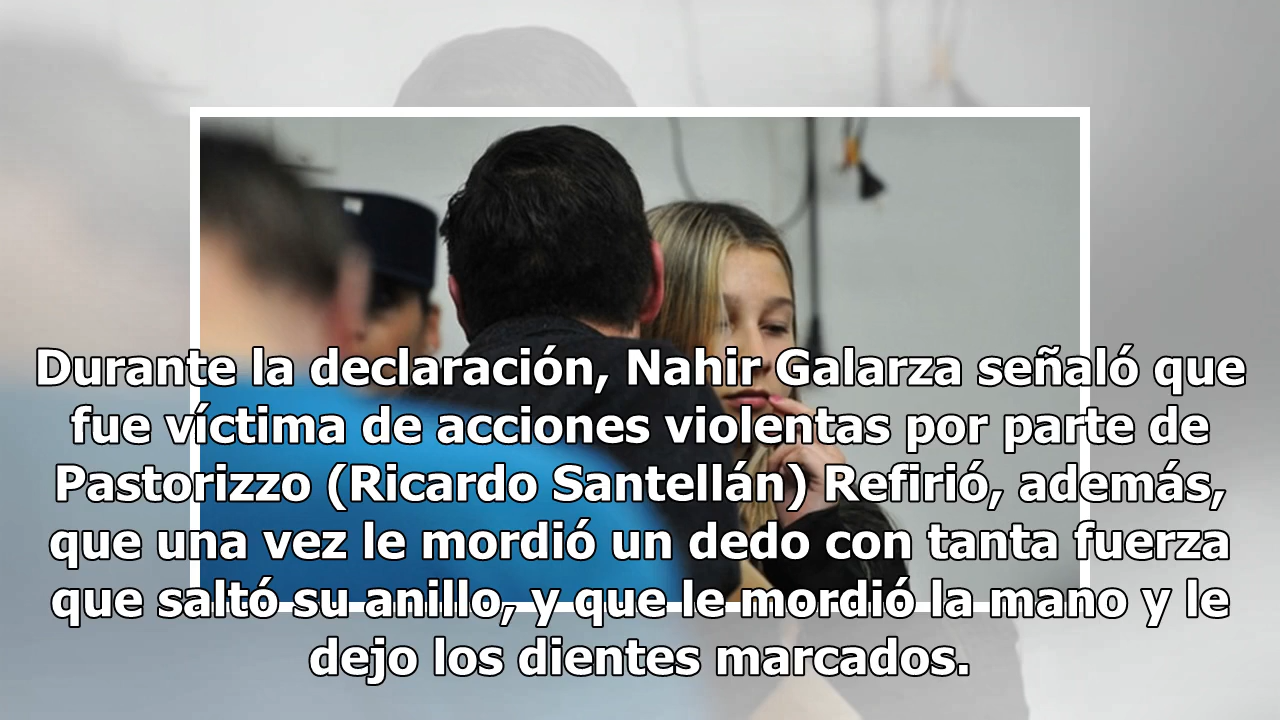 Durante la declaración, Nahir Galarza señaló que
fue víctima de acciones violentas por parte de
Pastorizzo (Ricardo Santellán) Refirió, además,
que una vez le mordió un dedo con tanta fuerza
que saltó su anillo, y que le mordió la mano y le
dejo los dientes marcados.